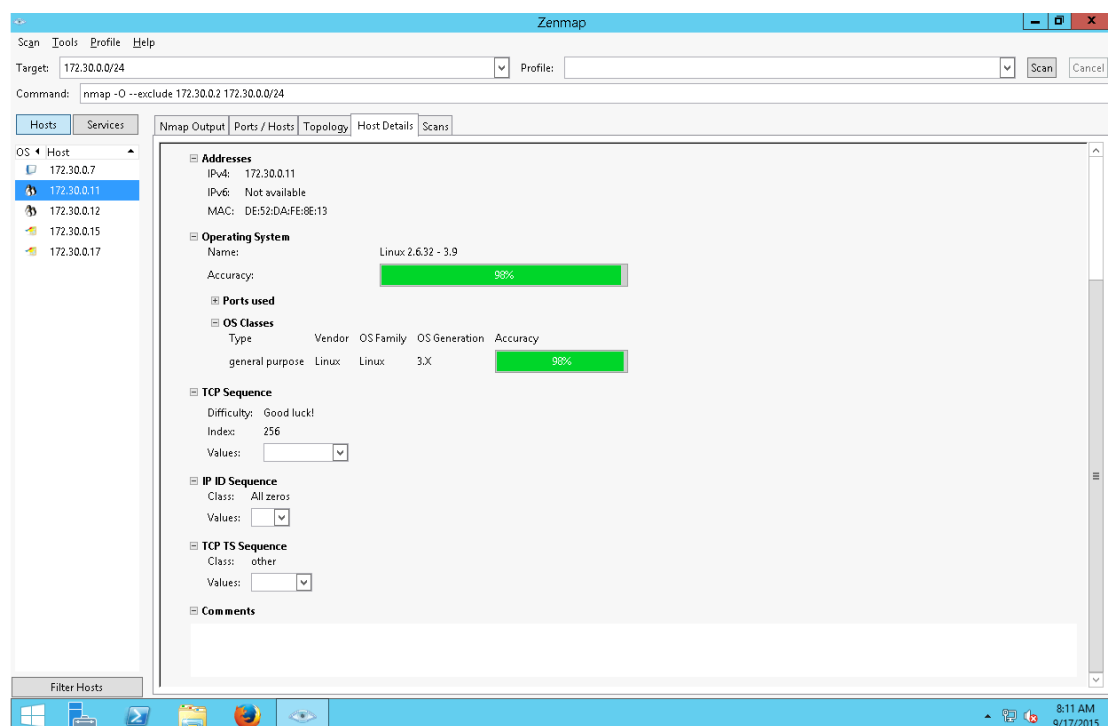 Zenmap
Scan Tools Profile Help
Target: 172.30.0.0/24 Profile: Scan Cancel
Command: nmap -O --exclude 172.30.0.2 172.30.0.0/24
Hosts Services
Nmap Output Ports / Hosts Topology Host Details Scans
OS Host
172.30.0.7
172.30.0.11
172.30.0.12
172.30.0.15
172.30.0.17
Filter Hosts
Addresses
IPv4: 172.30.0.11
IPv6: Not available
MAC: DE:52:DA:FE:8E:13
Operating System
Name: Linux 2.6.32 - 3.9
Accuracy: 98%
Ports used
OS Classes
Type Vendor OS Family OS Generation Accuracy
general purpose Linux Linux 3.X 98%
TCP Sequence
Difficulty: Good luck!
Index: 256
Values:
IP ID Sequence
Class: All zeros
Values:
TCP TS Sequence
Class: other
Values:
Comments
8:11 AM
9/17/2015